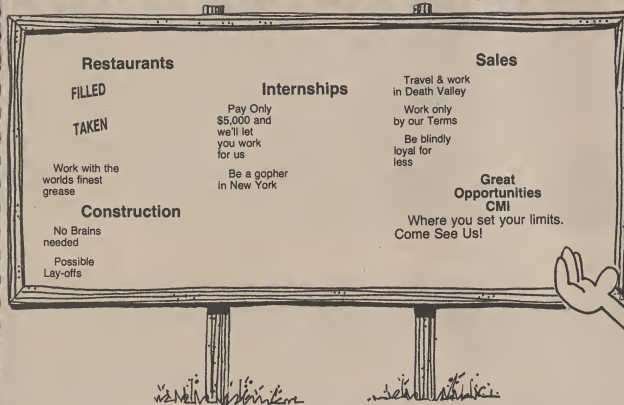 Restaurants
FILLED
TAKEN
Work with the
worlds finest
grease
Construction
No Brains
needed
Possible
Lay-offs
Internships
Pay Only
$5,000 and
we'll let
you work
for us
Be a gopher
in New York
Sales
Travel & work
in Death Valley
Work only
by our Terms
Be blindly
loyal for
less
Great
Opportunities
CMI
Where you set your limits.
Come See Us!